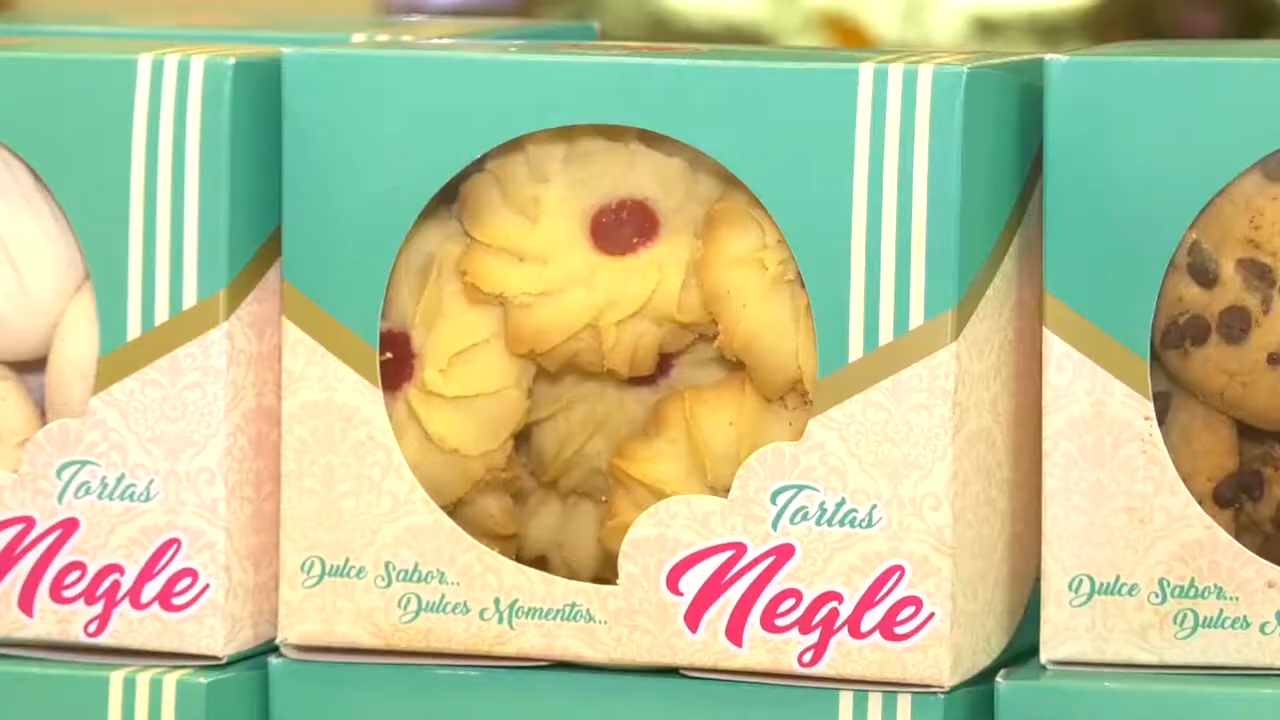 Tortas
Negle
Dulce Sabor...
Dulces Momentos...
Tortas
Negle
Dulce Sabor...
Dulces